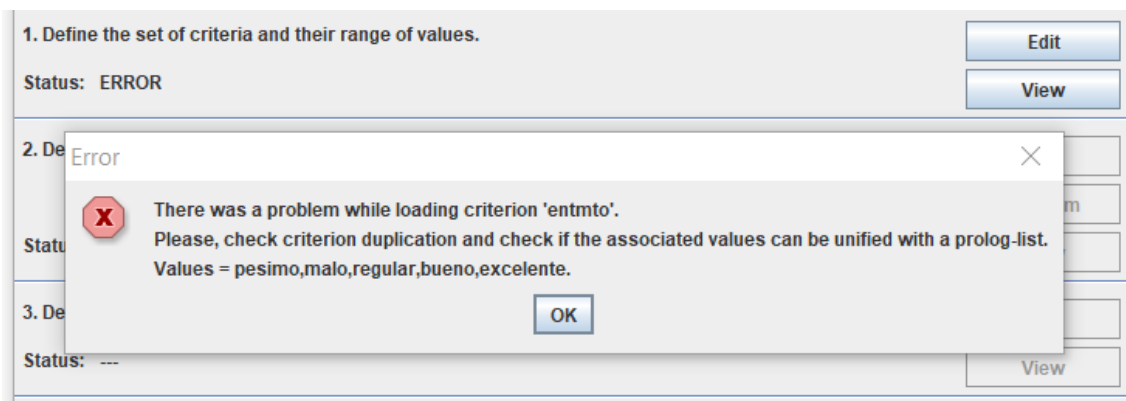 1. Define the set of criteria and their range of values.
Edit
Status: ERROR
View
2. De
Error
There was a problem while loading criterion 'entmto'.
Please, check criterion duplication and check if the associated values can be unified with a prolog-list.
Values = pesimo,malo,regular,bueno,excelente.
m
Statu
OK
3. De
Status: ---
View